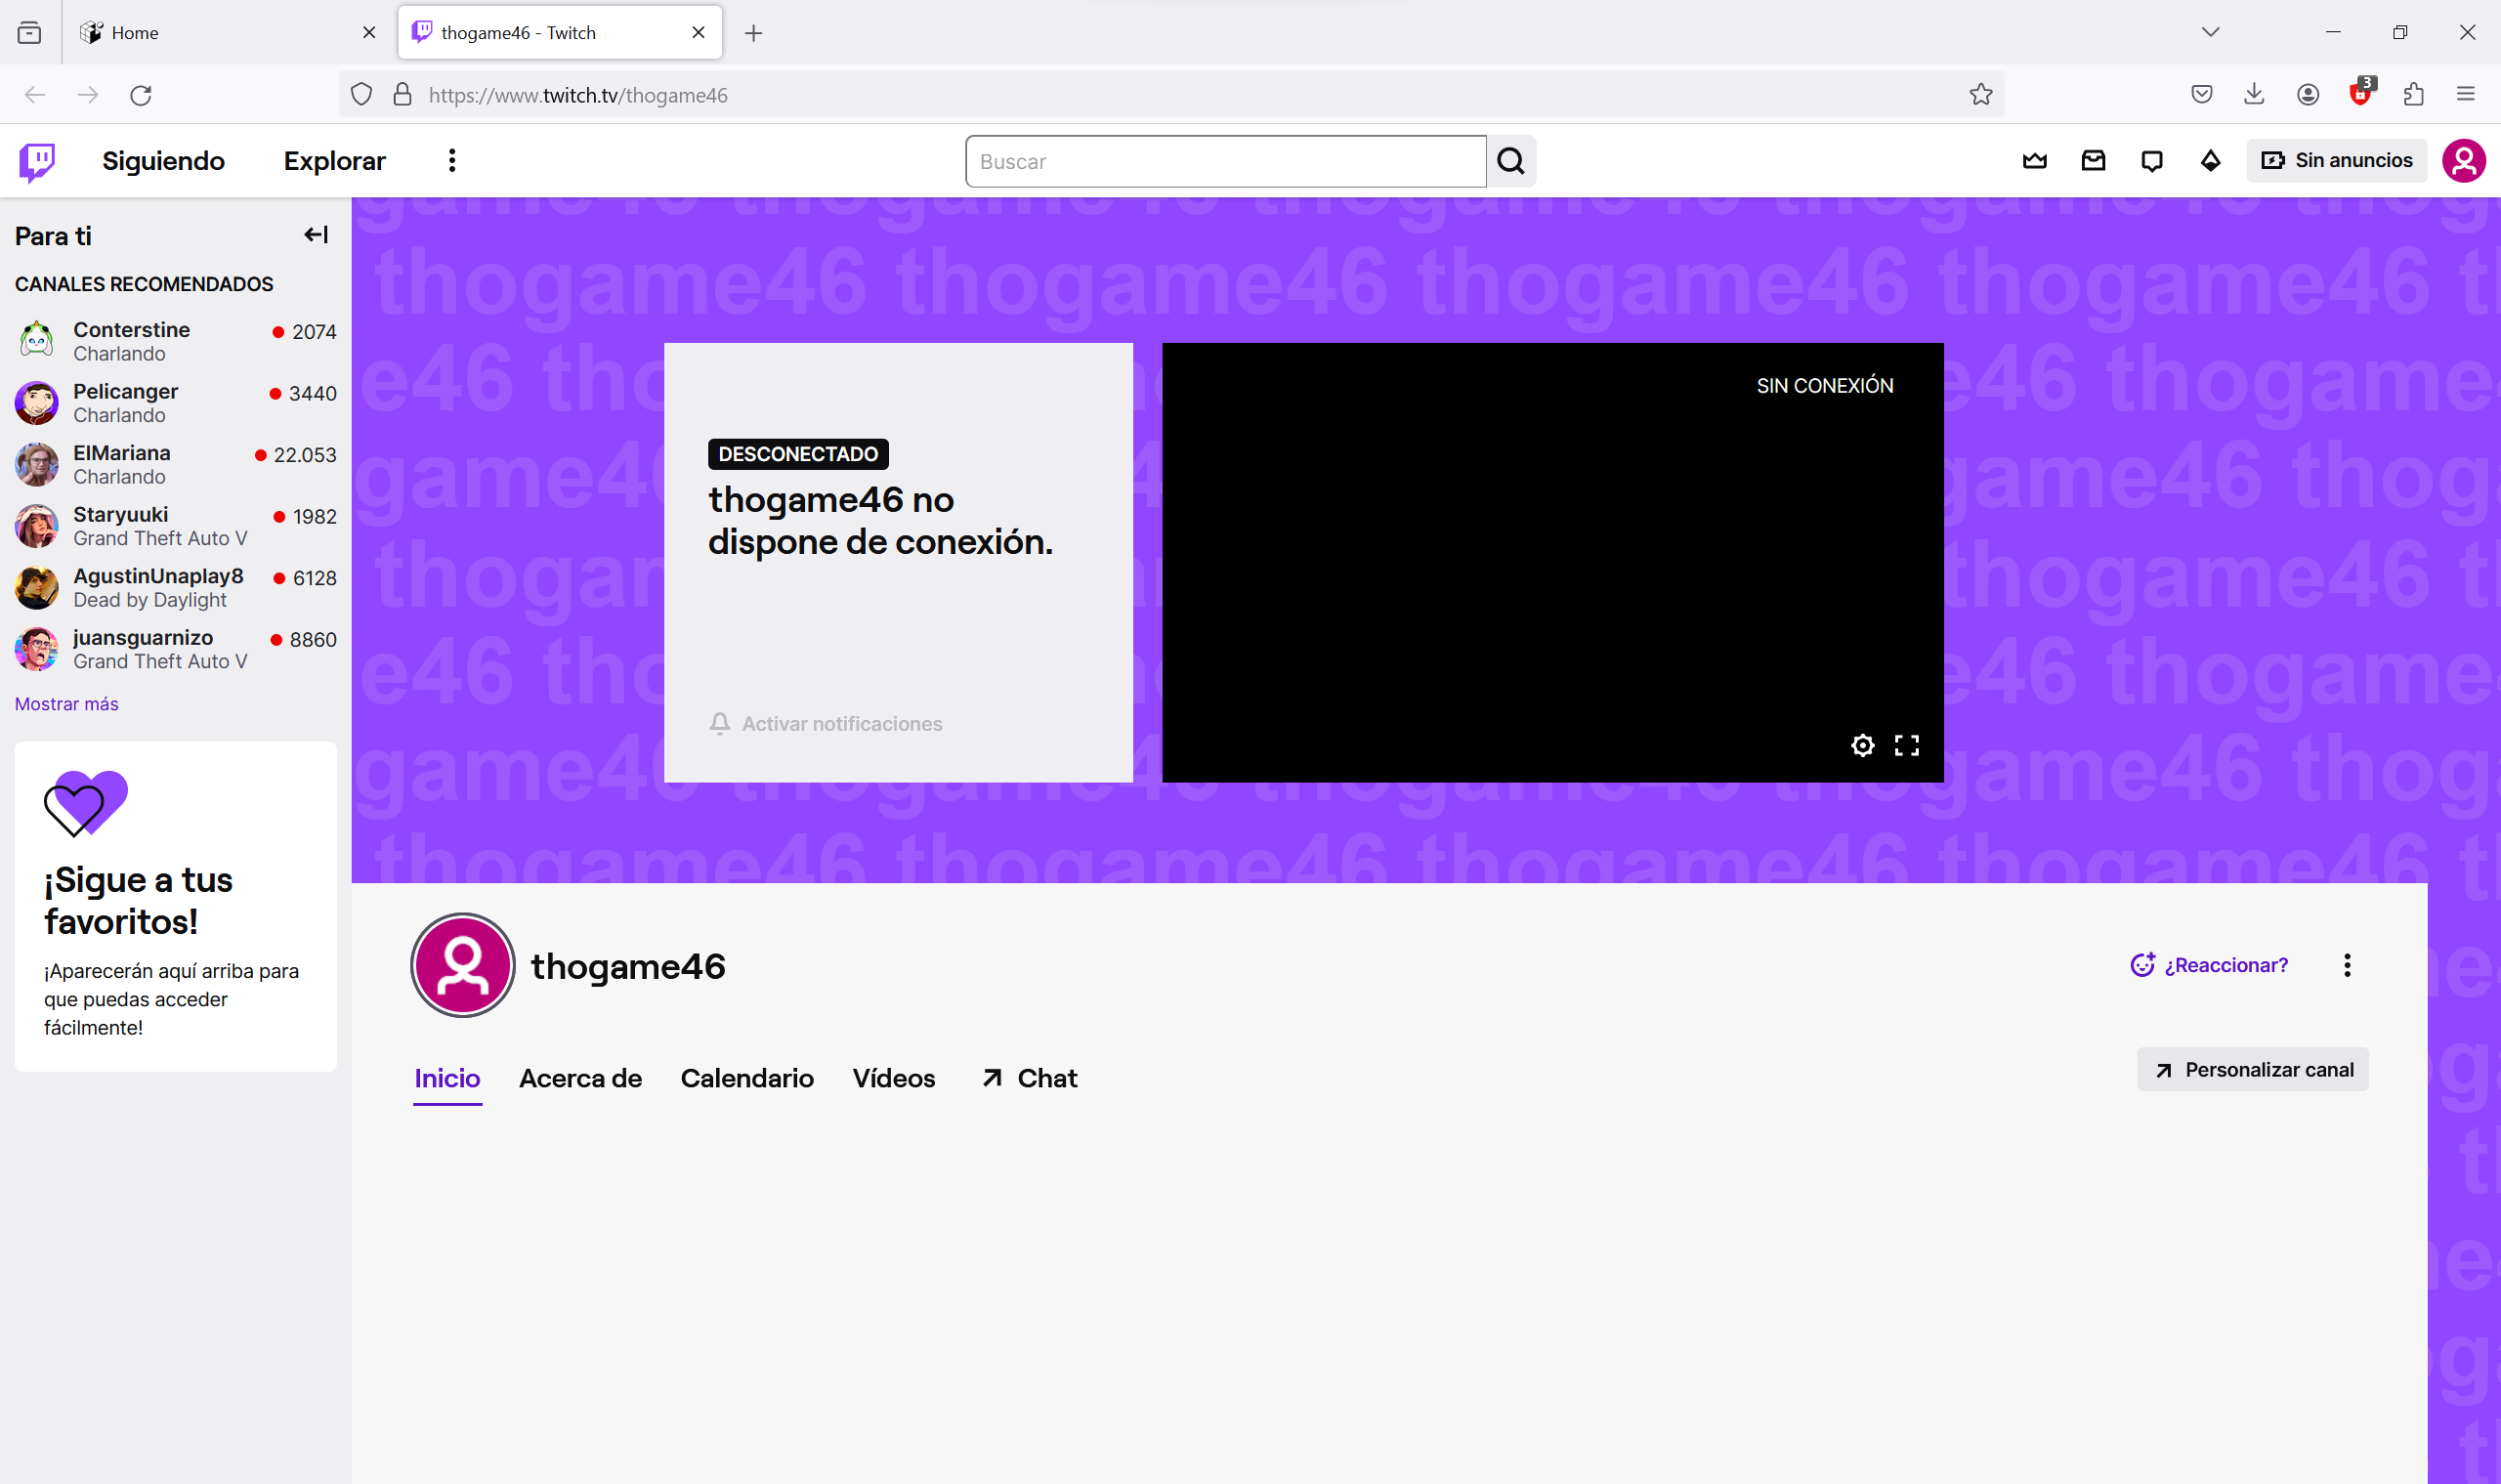 Home
thogame46 - Twitch
https://www.twitch.tv/thogame46
3
Siguiendo
Explorar
Buscar
Sin anuncios
Para ti
CANALES RECOMENDADOS
Conterstine
2074
Charlando
Pelicanger
3440
Charlando
ElMariana
22.053
Charlando
Staryuuki
1982
Grand Theft Auto V
AgustinUnaplay8
6128
Dead by Daylight
juansguarnizo
8860
Grand Theft Auto V
Mostrar más
¡Sigue a tus
favoritos!
¡Aparecerán aquí arriba para
que puedas acceder
fácilmente!
thogame46 thogame46 thogame46 thogame46
DESCONECTADO
thogame46 no
dispone de conexión.
Activar notificaciones
SIN CONEXIÓN
thogame46 thogame46 thogame46 thogame46
thogame46
¿Reaccionar?
Inicio
Acerca de
Calendario
Vídeos
Chat
Personalizar canal